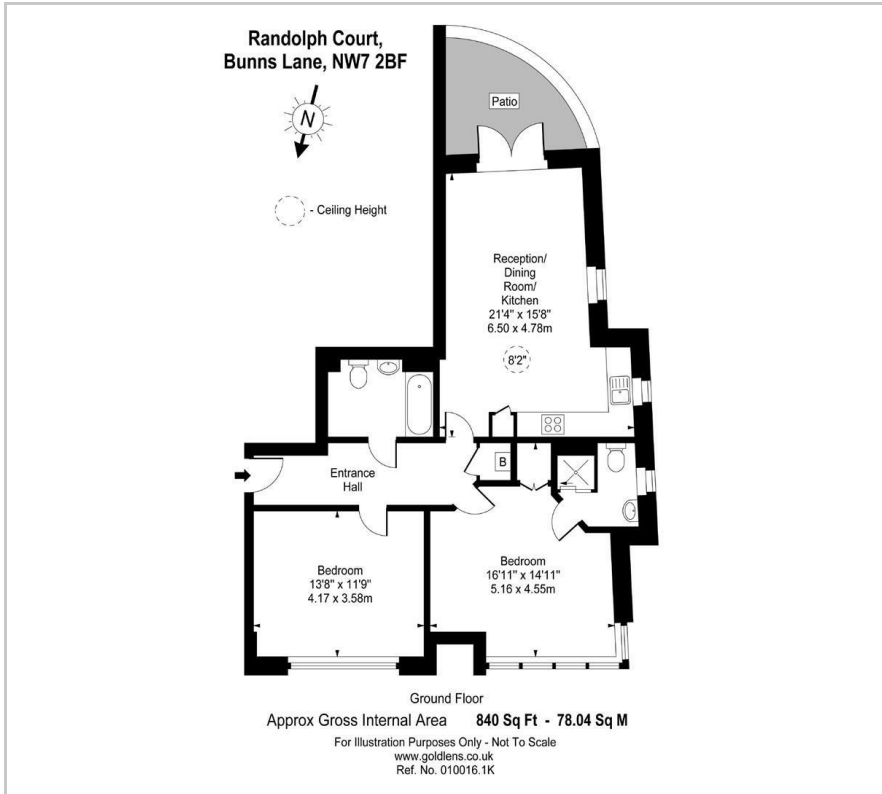 Randolph Court,
Bunns Lane, NW7 2BF
N
- Ceiling Height
Patio
Reception/
Dining
Room/
Kitchen
21'4" x 15'8"
6.50 x 4.78m
8'2"
B
Entrance
Hall
Bedroom
13'8" x 11'9"
4.17 x 3.58m
Bedroom
16'11" x 14'11"
5.16 x 4.55m
Ground Floor
Approx Gross Internal Area 840 Sq Ft - 78.04 Sq M
For Illustration Purposes Only - Not To Scale
www.goldlens.co.uk
Ref. No. 010016.1K